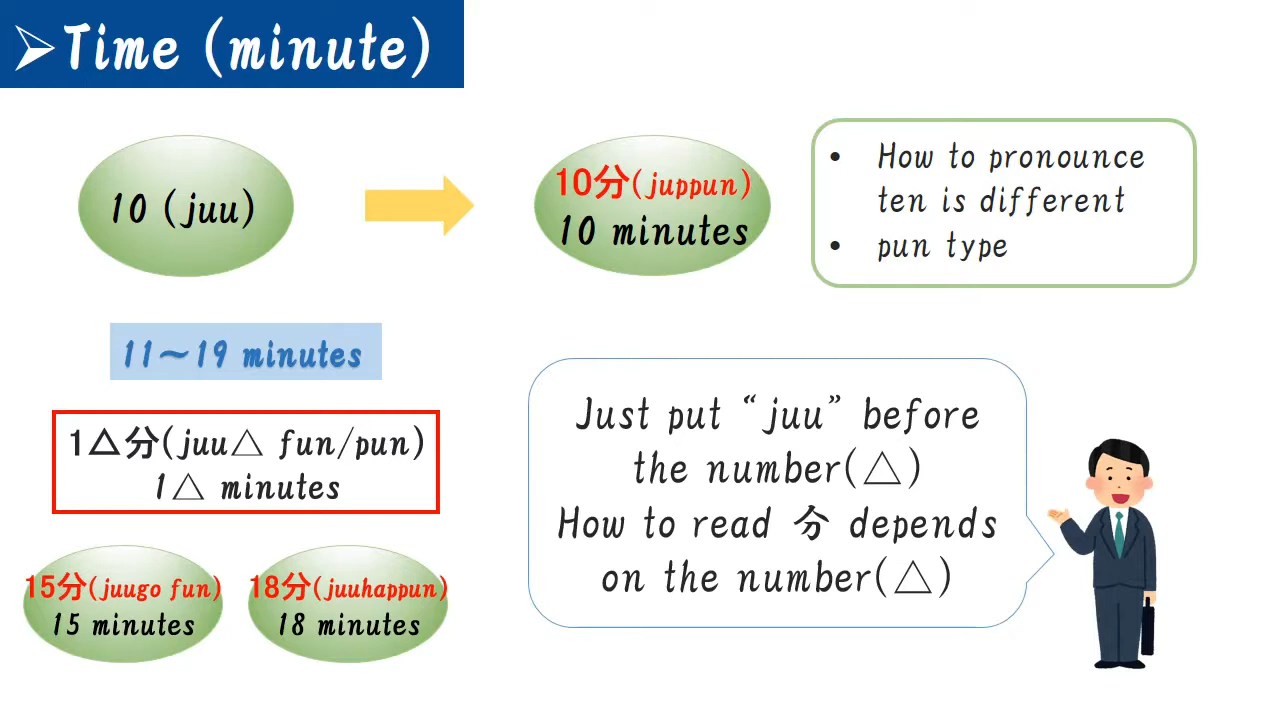 ➢Time (minute)
10 (juu)
10分(juppun)
10 minutes
• How to pronounce
ten is different
• pun type
11～19 minutes
1△分(juu△ fun/pun)
1△ minutes
Just put “juu” before
the number(△)
How to read 分 depends
on the number(△)
15分(juugo fun)
15 minutes
18分(juuhappun)
18 minutes